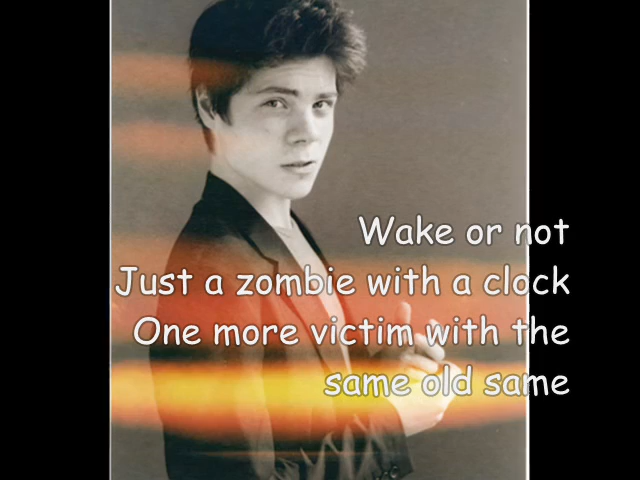 Wake or not
Just a zombie with a clock
One more victim with the
same old same